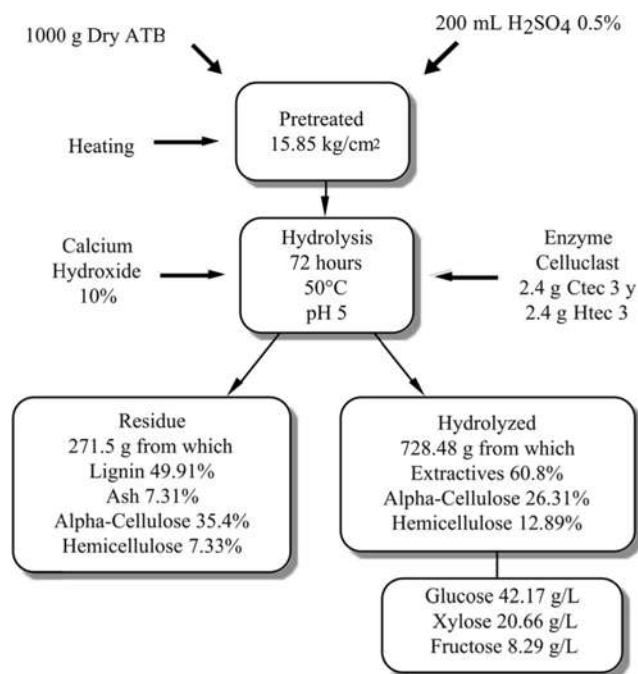 1000 g Dry ATB
200 mL H₂SO₄ 0.5%
Pretreated
15.85 kg/cm²
Heating
Hydrolysis
72 hours
50°C
pH 5
Calcium
Hydroxide
10%
Enzyme
Celluclast
2.4 g Ctec 3 y
2.4 g Htec 3
Residue
271.5 g from which
Lignin 49.91%
Ash 7.31%
Alpha-Cellulose 35.4%
Hemicellulose 7.33%
Hydrolyzed
728.48 g from which
Extractives 60.8%
Alpha-Cellulose 26.31%
Hemicellulose 12.89%
Glucose 42.17 g/L
Xylose 20.66 g/L
Fructose 8.29 g/L